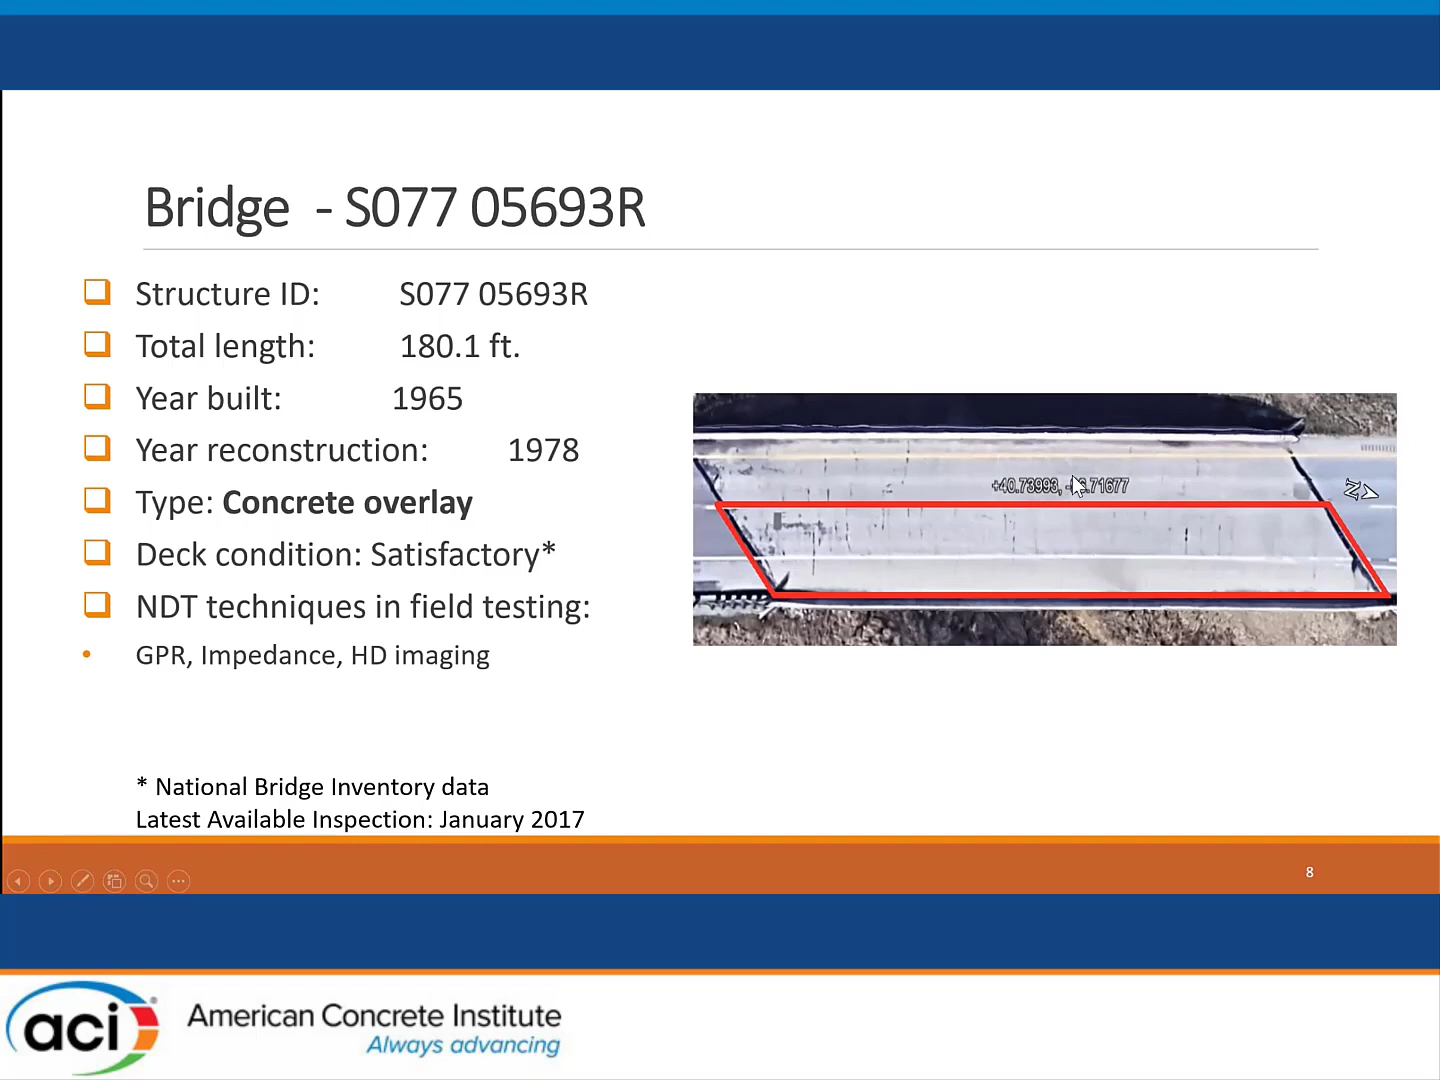 Bridge - S077 05693R
Structure ID: S077 05693R
Total length: 180.1 ft.
Year built: 1965
Year reconstruction: 1978
Type: Concrete overlay
Deck condition: Satisfactory*
NDT techniques in field testing:
GPR, Impedance, HD imaging
+40.73993, .71677
N
* National Bridge Inventory data
Latest Available Inspection: January 2017
8
aci
American Concrete Institute
Always advancing